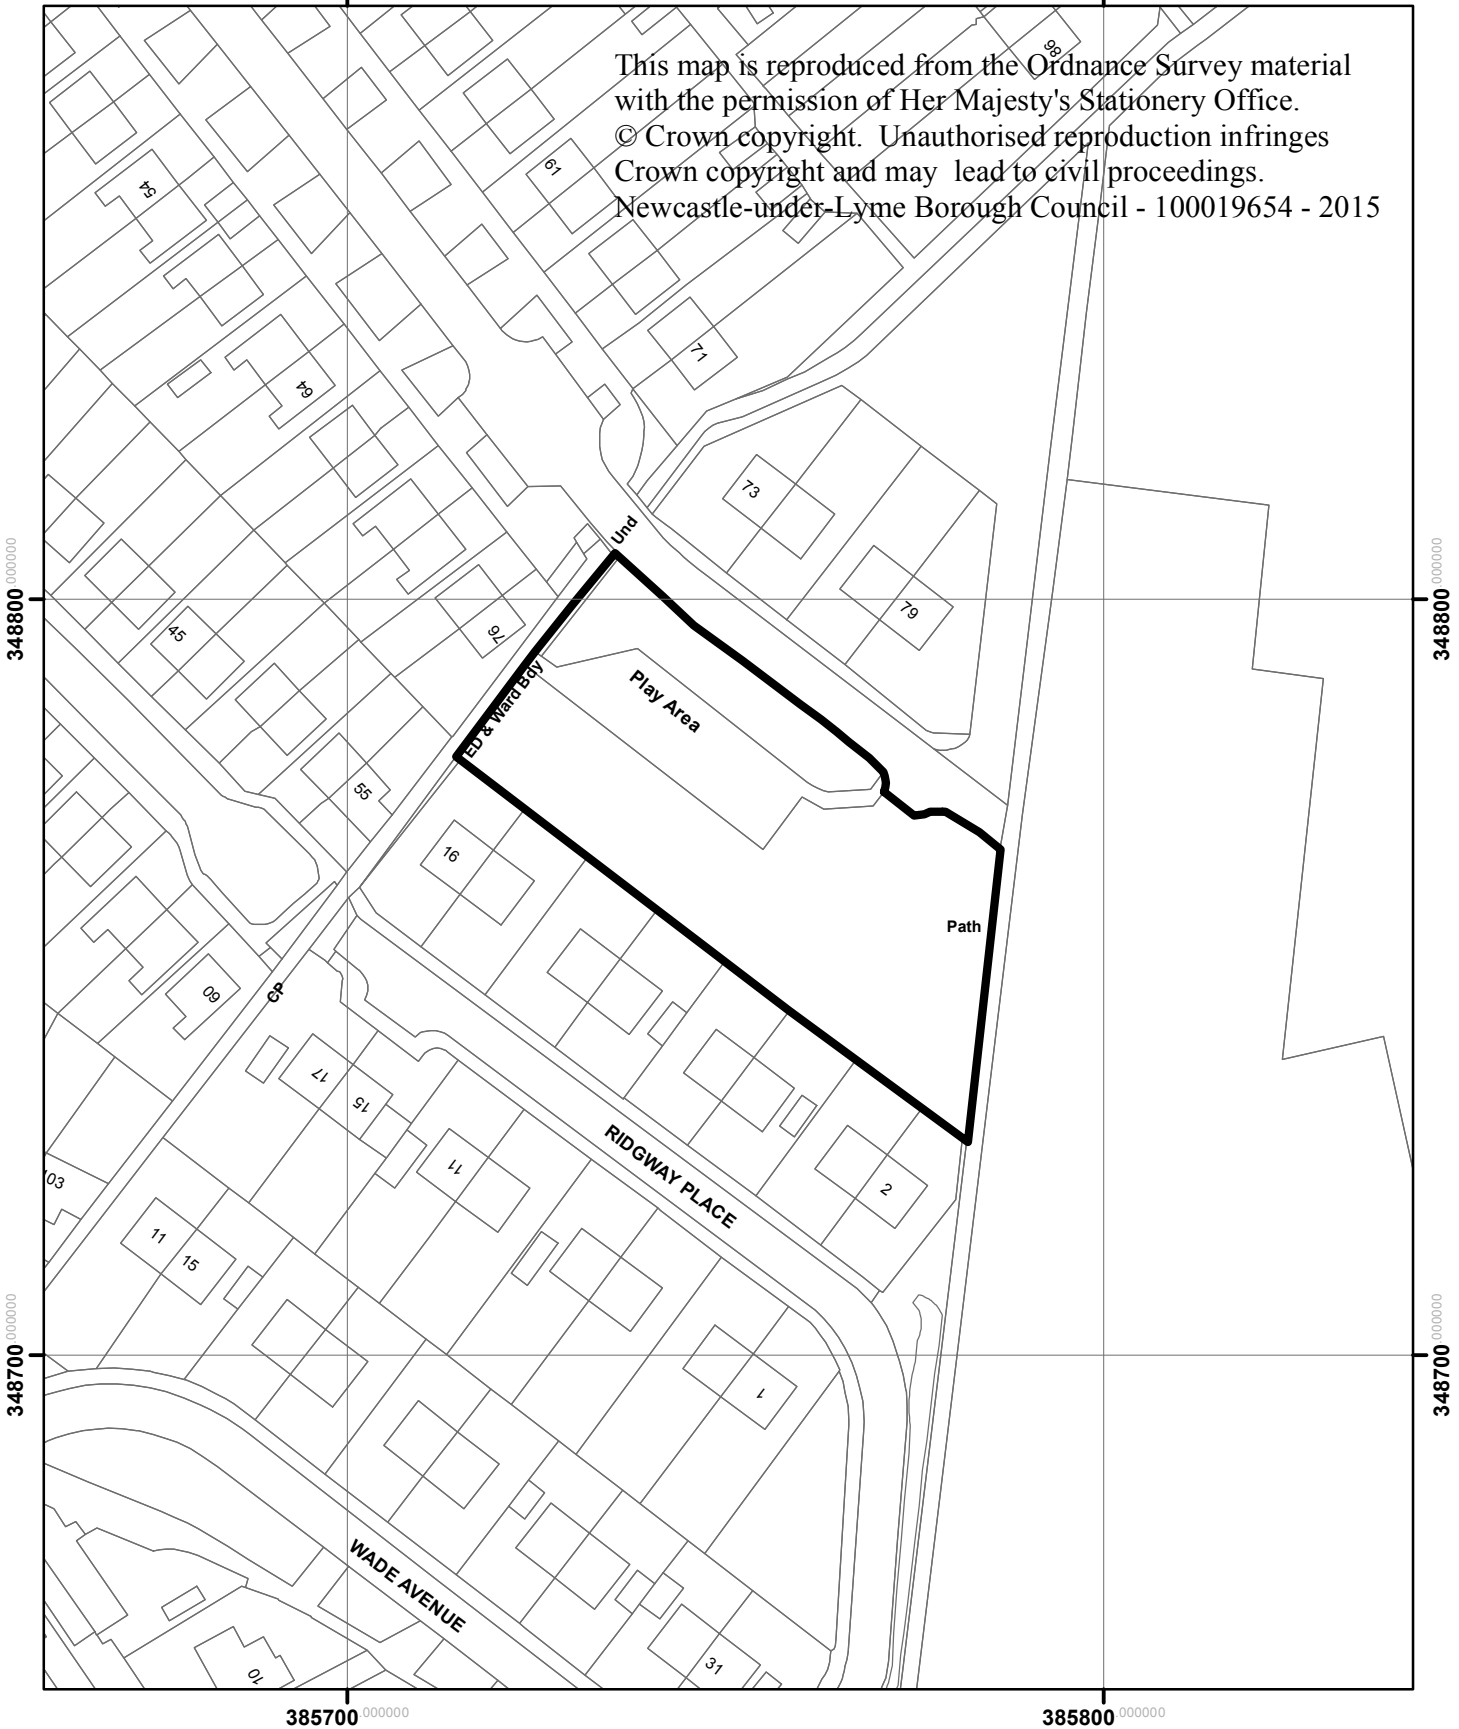 This map is reproduced from the Ordnance Survey material
with the permission of Her Majesty's Stationery Office.
© Crown copyright. Unauthorised reproduction infringes
Crown copyright and may lead to civil proceedings.
Newcastle-under-Lyme Borough Council - 100019654 - 2015
98
61
54
71
64
73
Und
79
348800.000000
348800.000000
45
76
ED & Ward Bdy
Play Area
55
16
Path
60
CP
17
15
11
RIDGWAY PLACE
103
2
11
15
348700.000000
348700.000000
1
WADE AVENUE
31
10
385700.000000
385800.000000